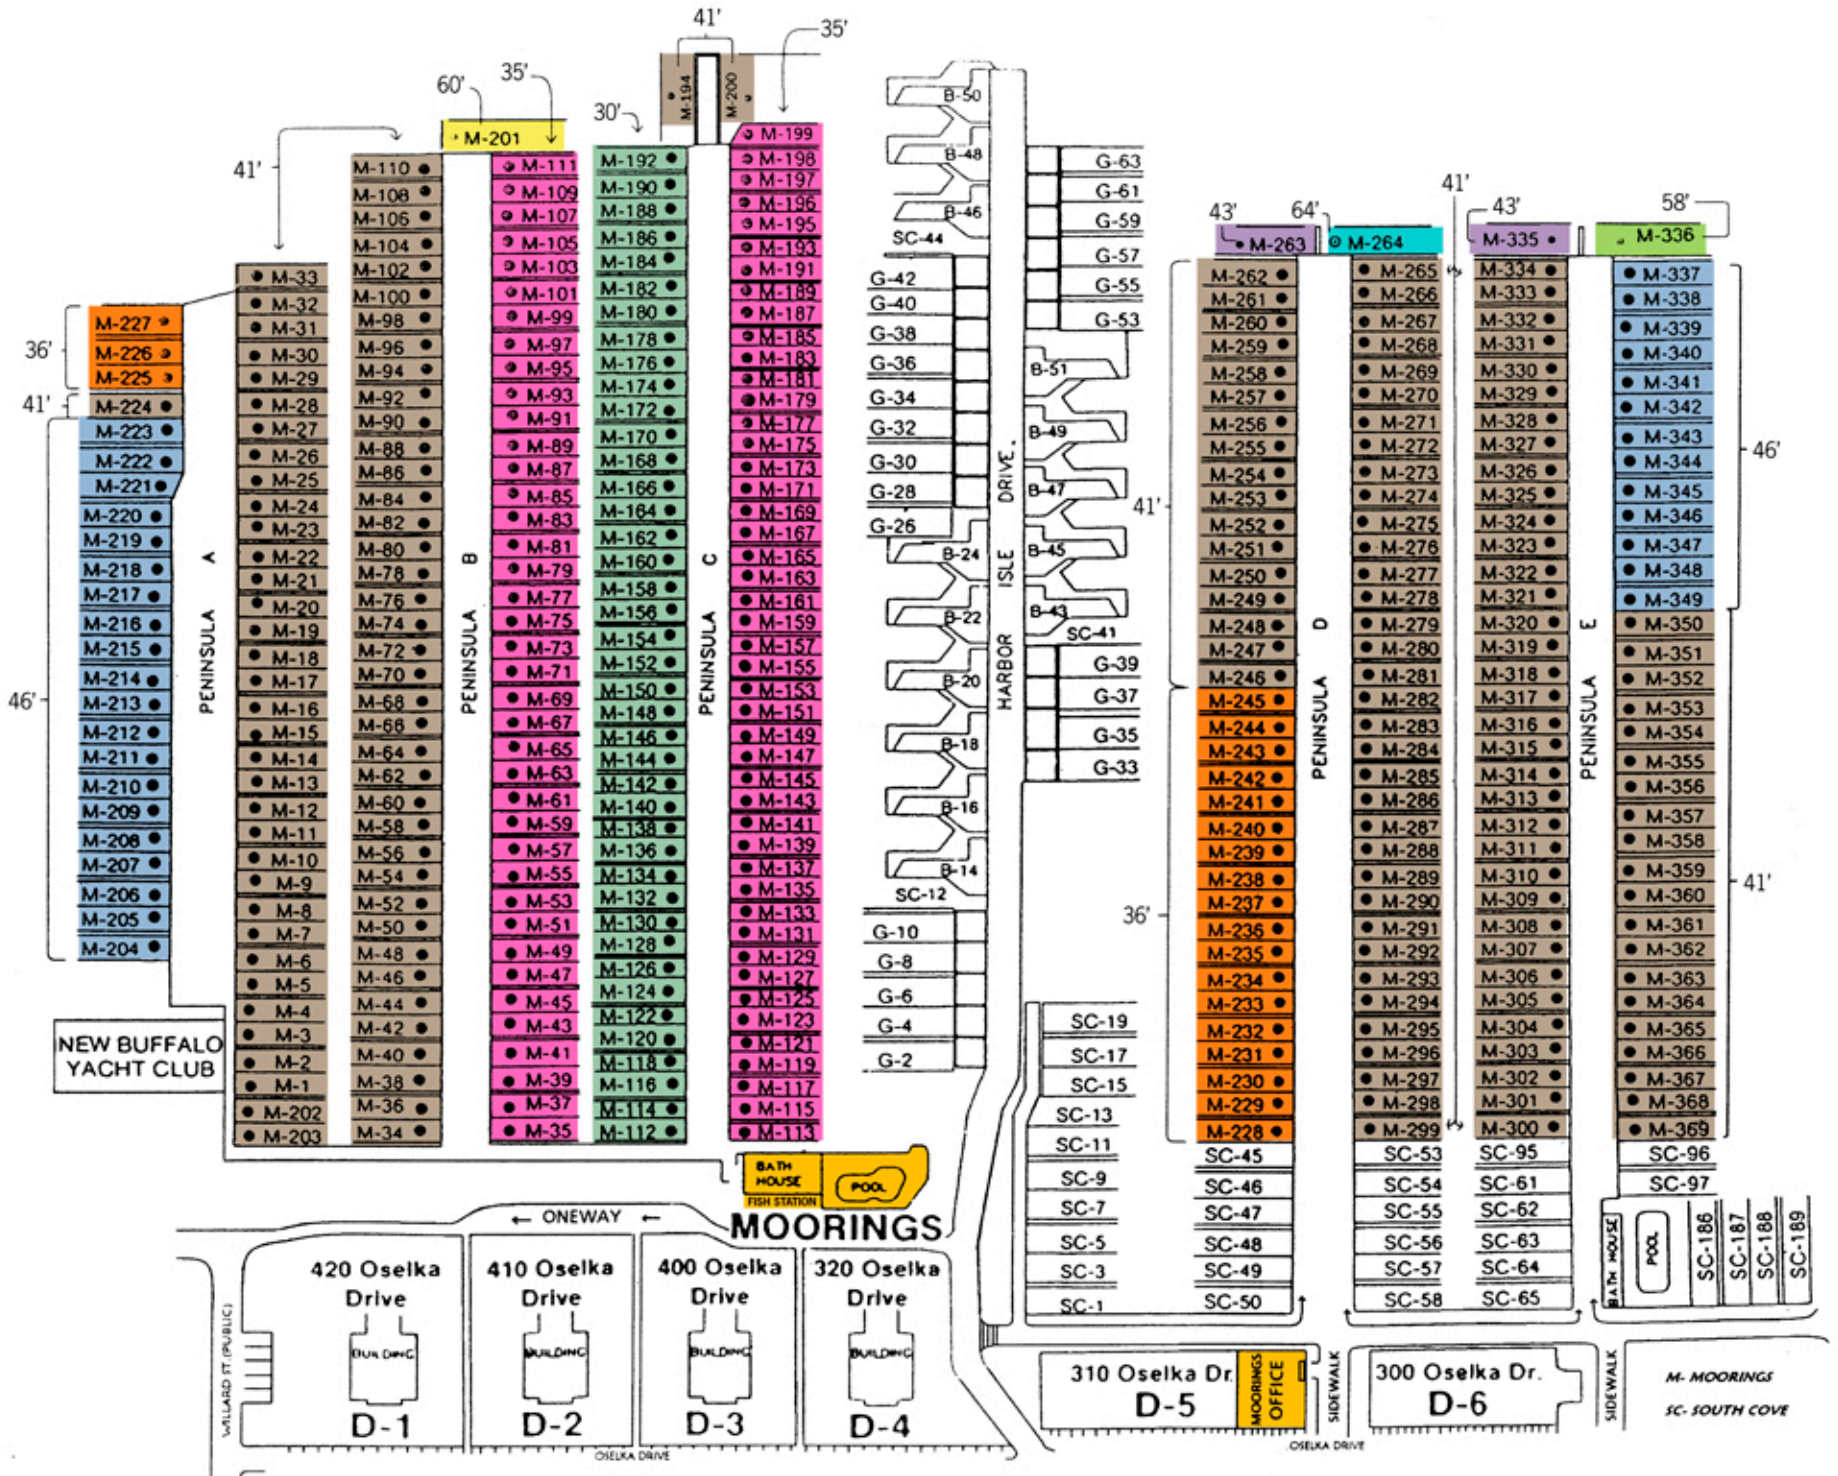 41'
35'
60'
35'
30'
41'
M-194
M-200
M-201
M-199
43'
64'
41'
43'
58'
M-263
M-264
M-335
M-336
36'
41'
46'
M-227
M-226
M-225
M-224
M-223
M-222
M-221
M-220
M-219
M-218
M-217
M-216
M-215
M-214
M-213
M-212
M-211
M-210
M-209
M-208
M-207
M-206
M-205
M-204
NEW BUFFALO
YACHT CLUB
PENINSULA A
M-33
M-32
M-31
M-30
M-29
M-28
M-27
M-26
M-25
M-24
M-23
M-22
M-21
M-20
M-19
M-18
M-17
M-16
M-15
M-14
M-13
M-12
M-11
M-10
M-9
M-8
M-7
M-6
M-5
M-4
M-3
M-2
M-1
M-202
M-203
M-110
M-108
M-106
M-104
M-102
M-100
M-98
M-96
M-94
M-92
M-90
M-88
M-86
M-84
M-82
M-80
M-78
M-76
M-74
M-72
M-70
M-68
M-66
M-64
M-62
M-60
M-58
M-56
M-54
M-52
M-50
M-48
M-46
M-44
M-42
M-40
M-38
M-36
M-34
PENINSULA B
M-111
M-109
M-107
M-105
M-103
M-101
M-99
M-97
M-95
M-93
M-91
M-89
M-87
M-85
M-83
M-81
M-79
M-77
M-75
M-73
M-71
M-69
M-67
M-65
M-63
M-61
M-59
M-57
M-55
M-53
M-51
M-49
M-47
M-45
M-43
M-41
M-39
M-37
M-35
M-192
M-190
M-188
M-186
M-184
M-182
M-180
M-178
M-176
M-174
M-172
M-170
M-168
M-166
M-164
M-162
M-160
M-158
M-156
M-154
M-152
M-150
M-148
M-146
M-144
M-142
M-140
M-138
M-136
M-134
M-132
M-130
M-128
M-126
M-124
M-122
M-120
M-118
M-116
M-114
M-112
PENINSULA C
M-198
M-197
M-196
M-195
M-193
M-191
M-189
M-187
M-185
M-183
M-181
M-179
M-177
M-175
M-173
M-171
M-169
M-167
M-165
M-163
M-161
M-159
M-157
M-155
M-153
M-151
M-149
M-147
M-145
M-143
M-141
M-139
M-137
M-135
M-133
M-131
M-129
M-127
M-125
M-123
M-121
M-119
M-117
M-115
M-113
B-50
B-48
B-46
SC-44
G-42
G-40
G-38
G-36
G-34
G-32
G-30
G-28
G-26
B-24
B-22
B-20
B-18
B-16
B-14
SC-12
G-10
G-8
G-6
G-4
G-2
HARBOR ISLE DRIVE.
G-63
G-61
G-59
G-57
G-55
G-53
B-51
B-49
B-47
B-45
B-43
SC-41
G-39
G-37
G-35
G-33
SC-19
SC-17
SC-15
SC-13
SC-11
SC-9
SC-7
SC-5
SC-3
SC-1
41'
36'
M-262
M-261
M-260
M-259
M-258
M-257
M-256
M-255
M-254
M-253
M-252
M-251
M-250
M-249
M-248
M-247
M-246
M-245
M-244
M-243
M-242
M-241
M-240
M-239
M-238
M-237
M-236
M-235
M-234
M-233
M-232
M-231
M-230
M-229
M-228
SC-45
SC-46
SC-47
SC-48
SC-49
SC-50
PENINSULA D
M-265
M-266
M-267
M-268
M-269
M-270
M-271
M-272
M-273
M-274
M-275
M-276
M-277
M-278
M-279
M-280
M-281
M-282
M-283
M-284
M-285
M-286
M-287
M-288
M-289
M-290
M-291
M-292
M-293
M-294
M-295
M-296
M-297
M-298
M-299
SC-53
SC-54
SC-55
SC-56
SC-57
SC-58
M-334
M-333
M-332
M-331
M-330
M-329
M-328
M-327
M-326
M-325
M-324
M-323
M-322
M-321
M-320
M-319
M-318
M-317
M-316
M-315
M-314
M-313
M-312
M-311
M-310
M-309
M-308
M-307
M-306
M-305
M-304
M-303
M-302
M-301
M-300
SC-95
SC-61
SC-62
SC-63
SC-64
SC-65
PENINSULA E
M-337
M-338
M-339
M-340
M-341
M-342
M-343
M-344
M-345
M-346
M-347
M-348
M-349
M-350
M-351
M-352
M-353
M-354
M-355
M-356
M-357
M-358
M-359
M-360
M-361
M-362
M-363
M-364
M-365
M-366
M-367
M-368
M-369
SC-96
SC-97
46'
41'
BATH HOUSE
POOL
SC-186
SC-187
SC-188
SC-189
BATH
HOUSE
FISH STATION
POOL
MOORINGS
← ONEWAY ←
WILLARD ST. (PUBLIC)
420 Oselka
Drive
BUILDING
D-1
410 Oselka
Drive
BUILDING
D-2
400 Oselka
Drive
BUILDING
D-3
320 Oselka
Drive
BUILDING
D-4
OSELKA DRIVE
310 Oselka Dr.
D-5
MOORINGS
OFFICE
SIDEWALK
300 Oselka Dr.
D-6
SIDEWALK
OSELKA DRIVE
M- MOORINGS
SC- SOUTH COVE